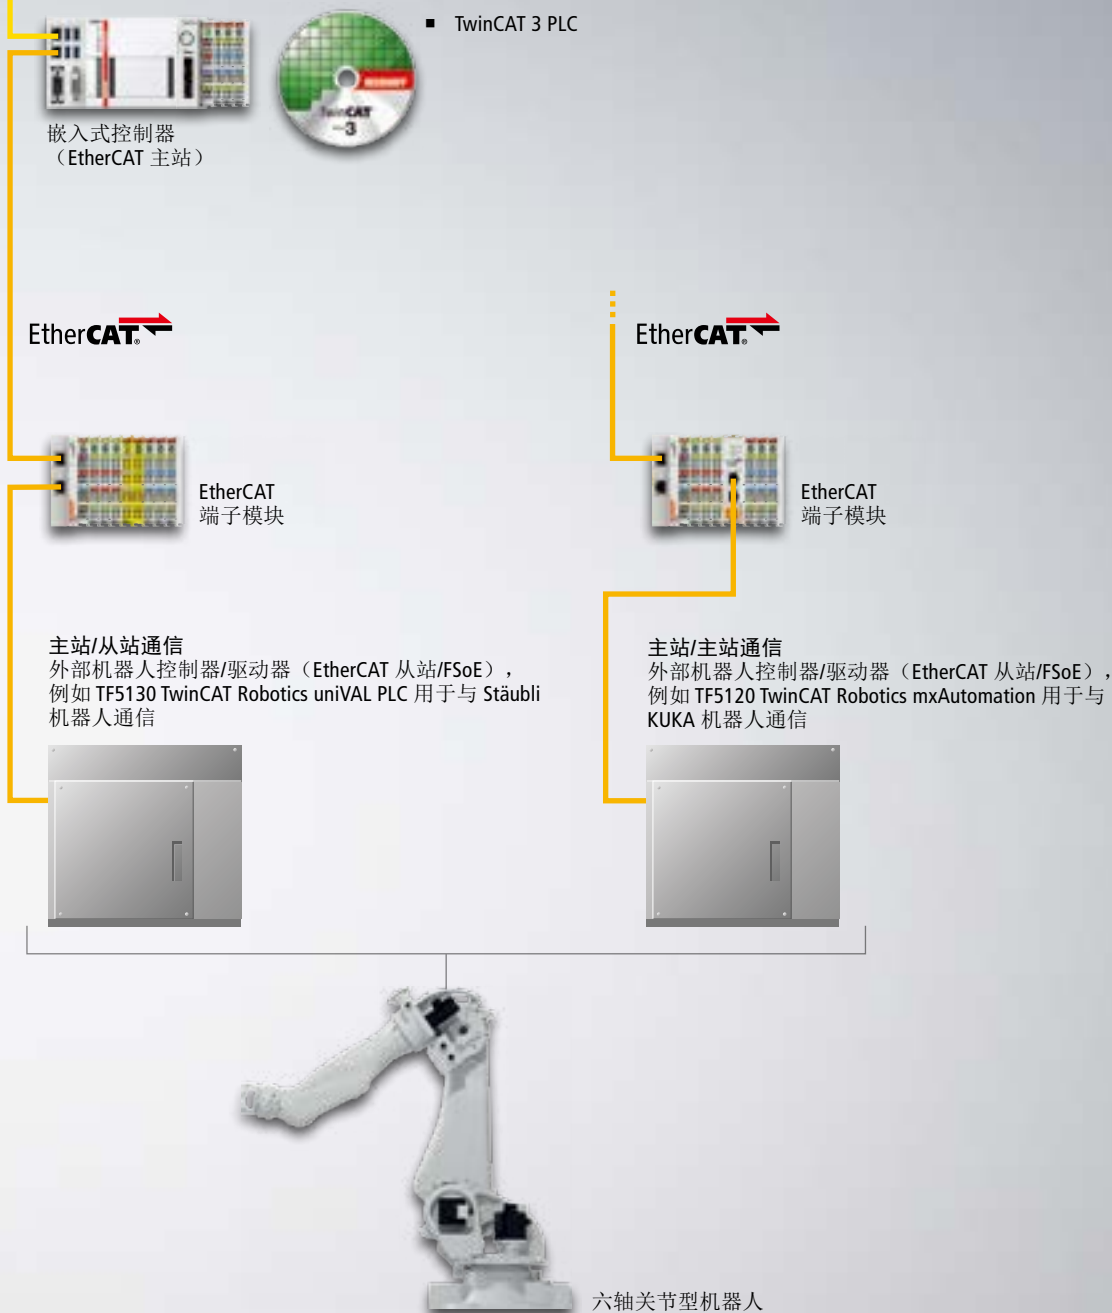 ■ TwinCAT 3 PLC
TwinCAT
3
嵌入式控制器
（EtherCAT 主站）
EtherCAT®
EtherCAT®
EtherCAT
端子模块
EtherCAT
端子模块
主站/从站通信
外部机器人控制器/驱动器（EtherCAT 从站/FSoE），
例如 TF5130 TwinCAT Robotics uniVAL PLC 用于与 Stäubli
机器人通信
主站/主站通信
外部机器人控制器/驱动器（EtherCAT 从站/FSoE），
例如 TF5120 TwinCAT Robotics mxAutomation 用于与
KUKA 机器人通信
六轴关节型机器人